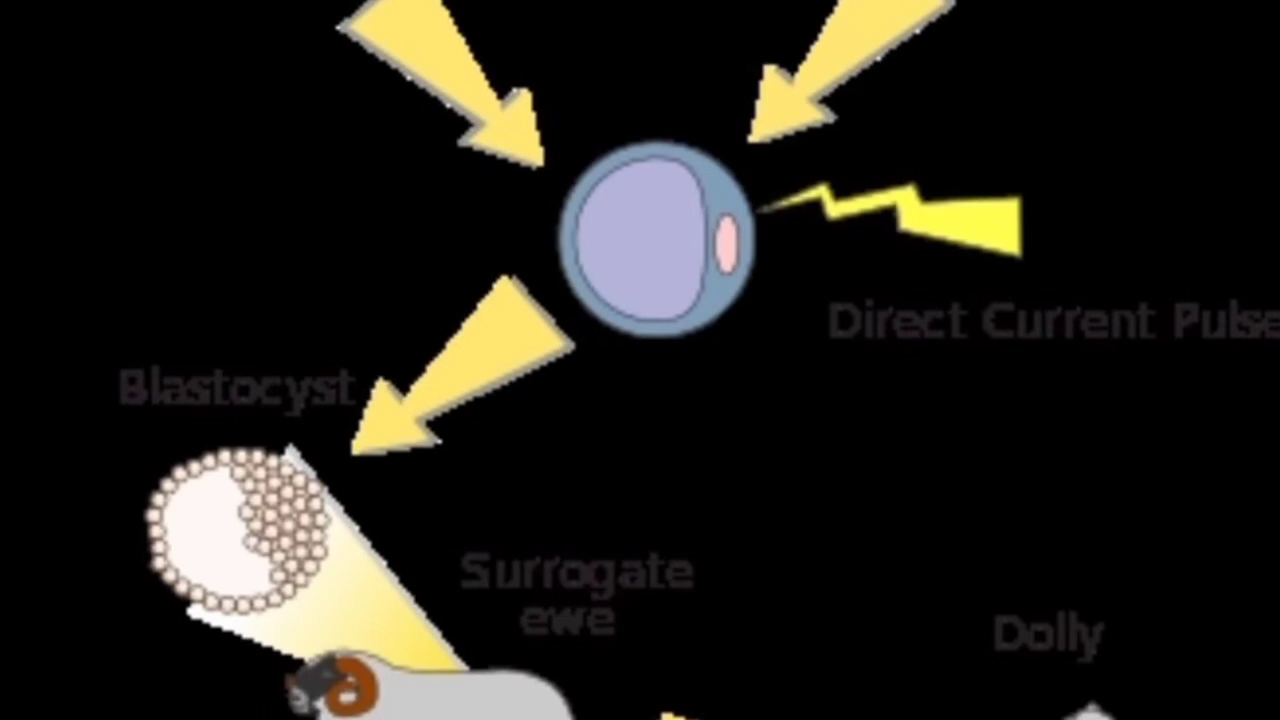 Direct Current Pulse
Blastocyst
Surrogate
ewe
Dolly